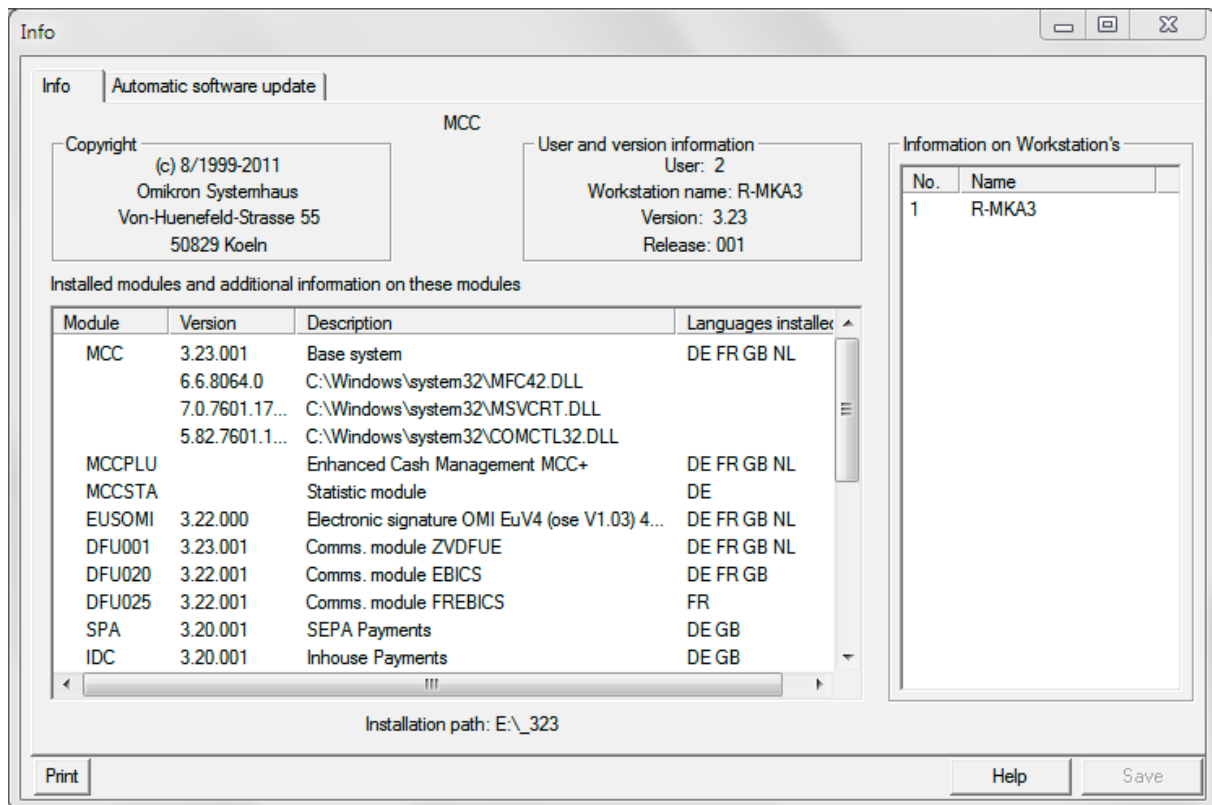 Info
Info Automatic software update
MCC
Copyright
(c) 8/1999-2011
Omikron Systemhaus
Von-Huenefeld-Strasse 55
50829 Koeln
User and version information
User: 2
Workstation name: R-MKA3
Version: 3.23
Release: 001
Information on Workstation's
No. Name
1 R-MKA3
Installed modules and additional information on these modules
Module Version Description Languages installed
MCC 3.23.001 Base system DE FR GB NL
6.6.8064.0 C:\Windows\system32\MFC42.DLL
7.0.7601.17... C:\Windows\system32\MSVCRT.DLL
5.82.7601.1... C:\Windows\system32\COMCTL32.DLL
MCCPLU Enhanced Cash Management MCC+ DE FR GB NL
MCCSTA Statistic module DE
EUSOMI 3.22.000 Electronic signature OMI EuV4 (ose V1.03) 4... DE FR GB NL
DFU001 3.23.001 Comms. module ZVDFUE DE FR GB NL
DFU020 3.22.001 Comms. module EBICS DE FR GB
DFU025 3.22.001 Comms. module FREBICS FR
SPA 3.20.001 SEPA Payments DE GB
IDC 3.20.001 Inhouse Payments DE GB
Installation path: E:\_323
Print Help Save